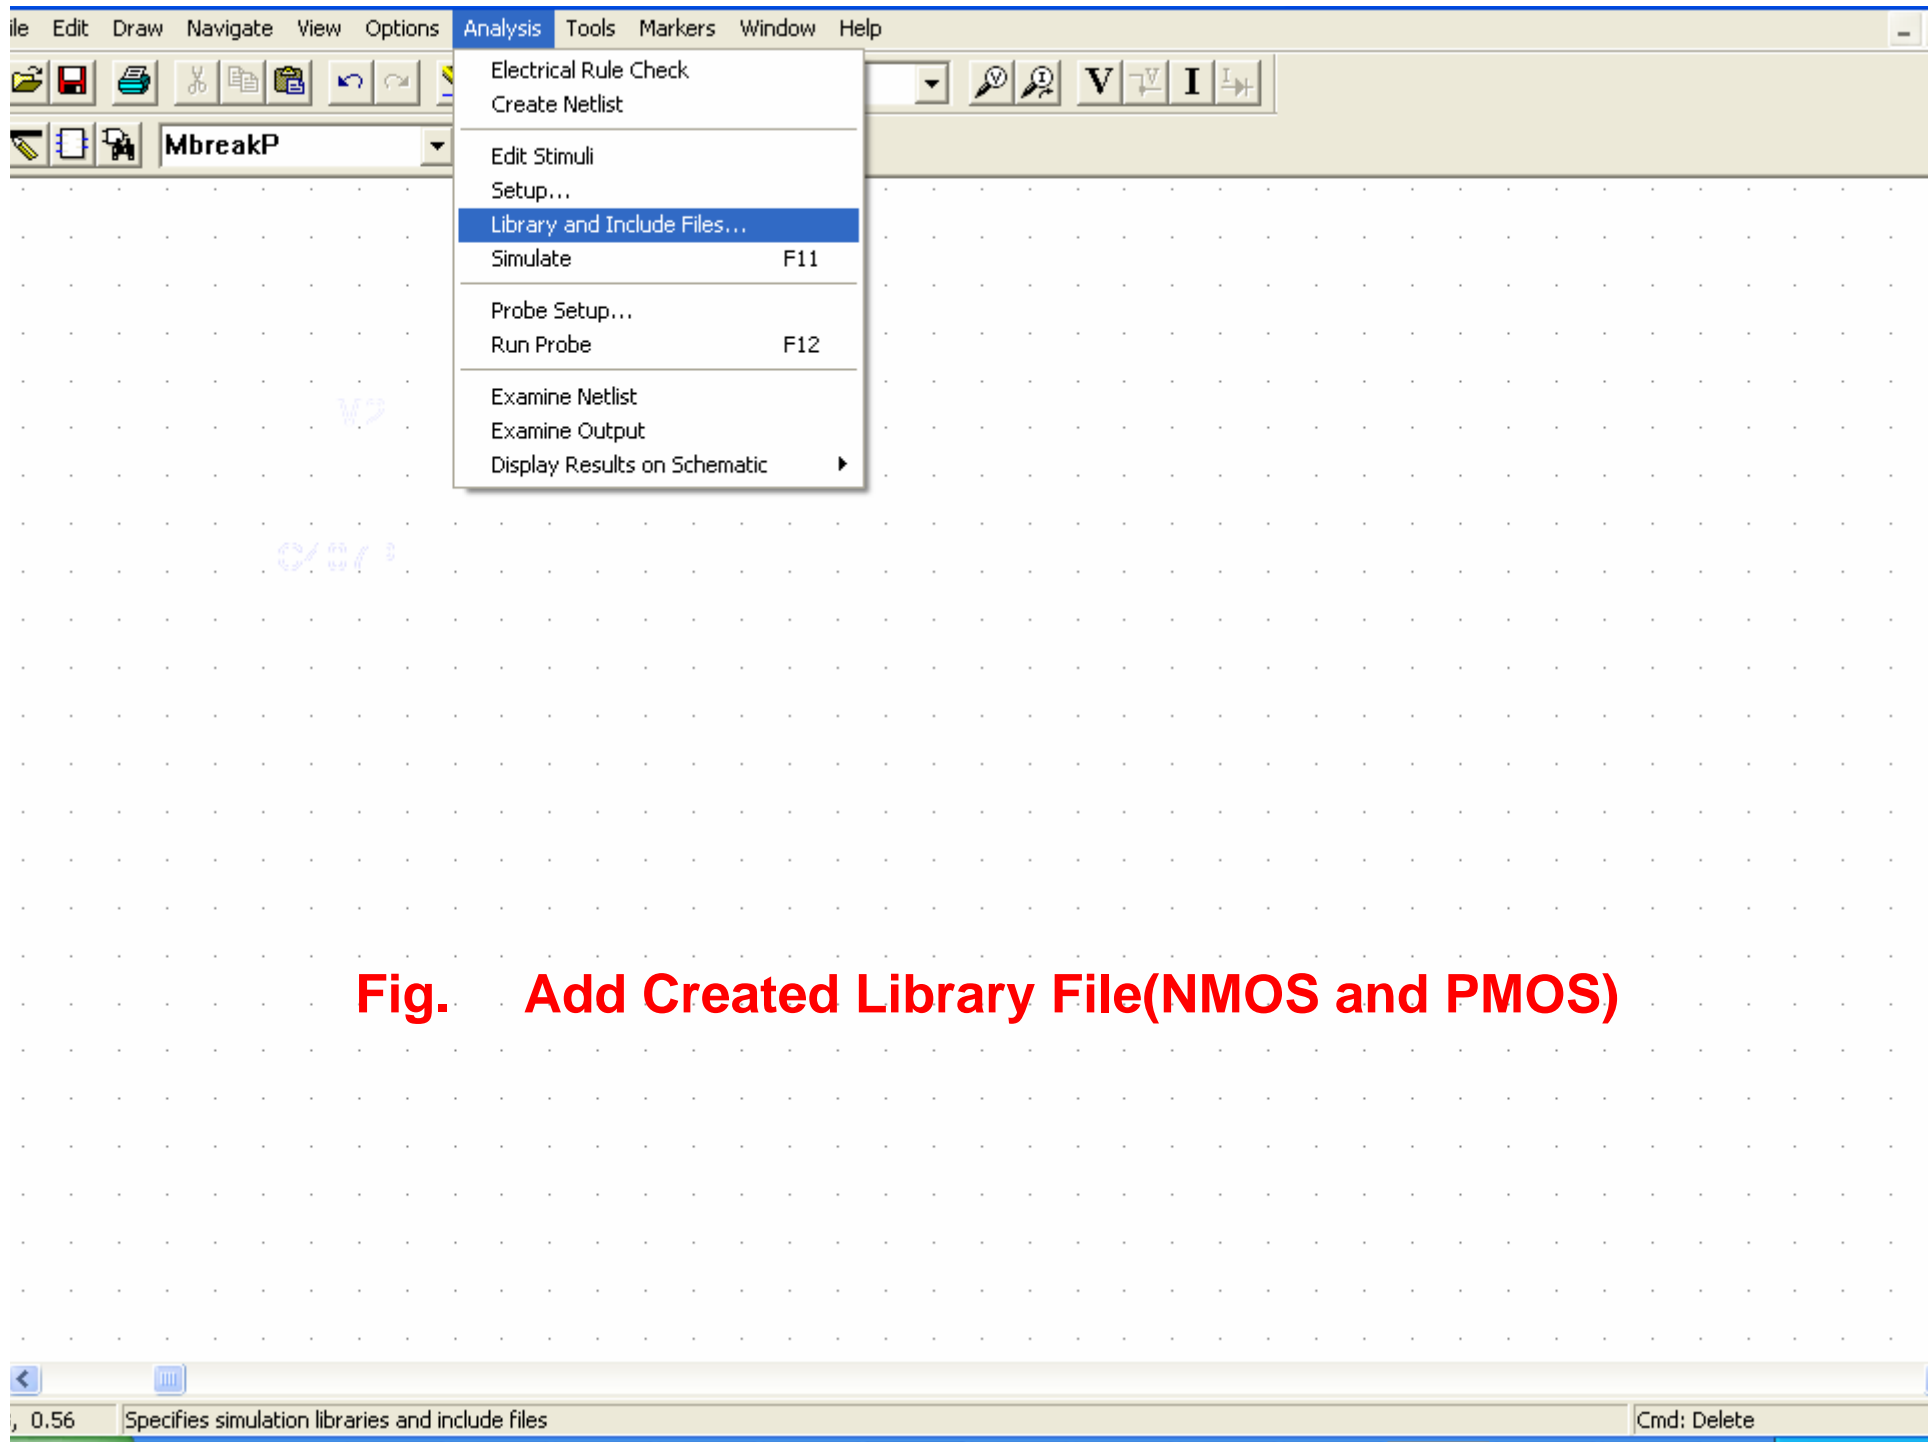 ile Edit Draw Navigate View Options Analysis Tools Markers Window Help
V V I
MbreakP
Electrical Rule Check
Create Netlist
Edit Stimuli
Setup...
Library and Include Files...
Simulate F11
Probe Setup...
Run Probe F12
Examine Netlist
Examine Output
Display Results on Schematic
V2
Fig. Add Created Library File(NMOS and PMOS)
, 0.56 Specifies simulation libraries and include files Cmd: Delete